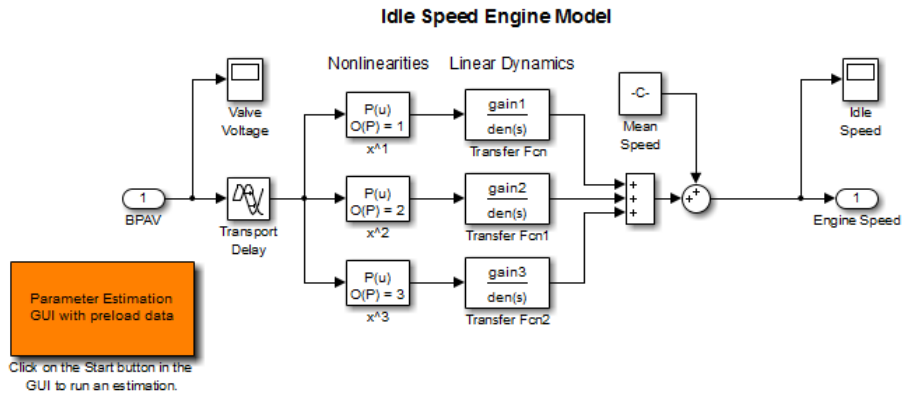 Idle Speed Engine Model
Nonlinearities
Linear Dynamics
Valve
Voltage
P(u)
O(P) = 1
x^1
gain1
den(s)
Transfer Fcn
-C-
Mean
Speed
Idle
Speed
1
BPAV
Transport
Delay
P(u)
O(P) = 2
x^2
gain2
den(s)
Transfer Fcn1
+
+
+
+
+
1
Engine Speed
P(u)
O(P) = 3
x^3
gain3
den(s)
Transfer Fcn2
Parameter Estimation
GUI with preload data
Click on the Start button in the
GUI to run an estimation.